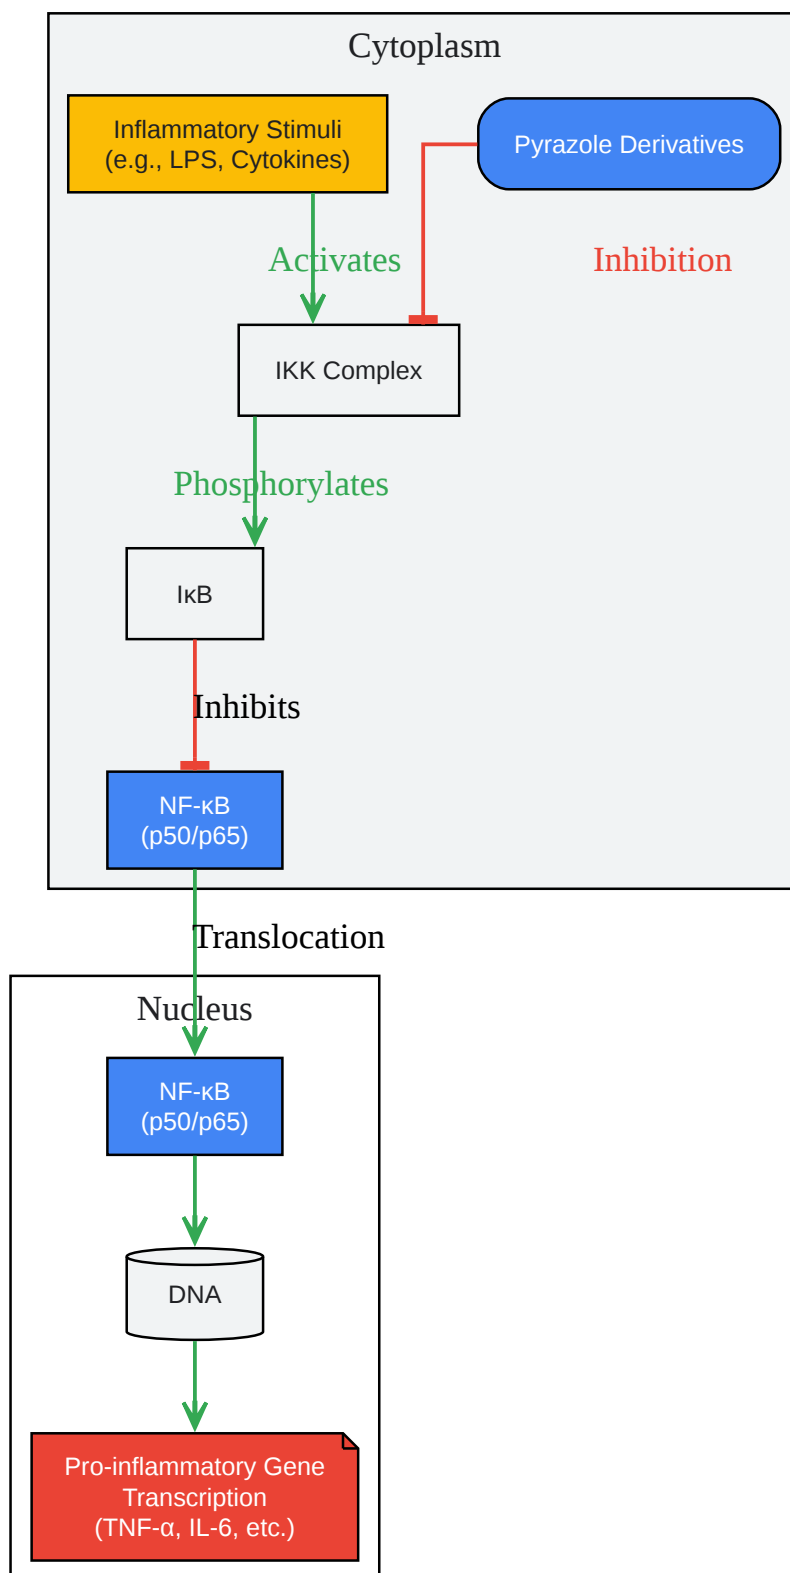 Cytoplasm
Inflammatory Stimuli
(e.g., LPS, Cytokines)
Pyrazole Derivatives
Activates
Inhibition
IKK Complex
Phosphorylates
IκB
Inhibits
NF-κB
(p50/p65)
Translocation
Nucleus
NF-κB
(p50/p65)
DNA
Pro-inflammatory Gene
Transcription
(TNF-α, IL-6, etc.)